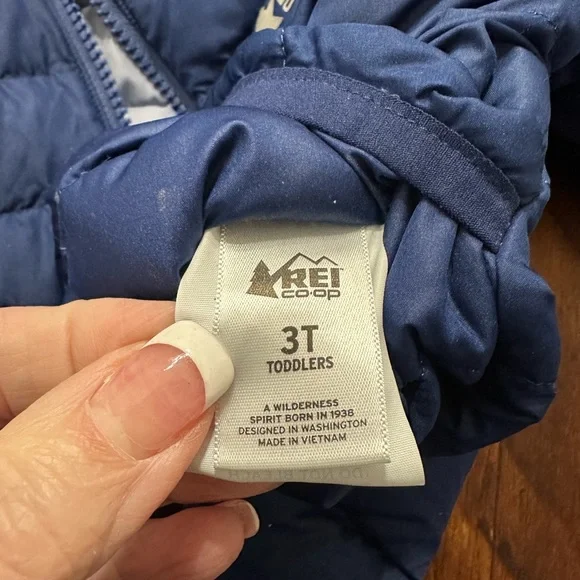 REI
CO·OP
3T
TODDLERS
A WILDERNESS
SPIRIT BORN IN 1938
DESIGNED IN WASHINGTON
MADE IN VIETNAM